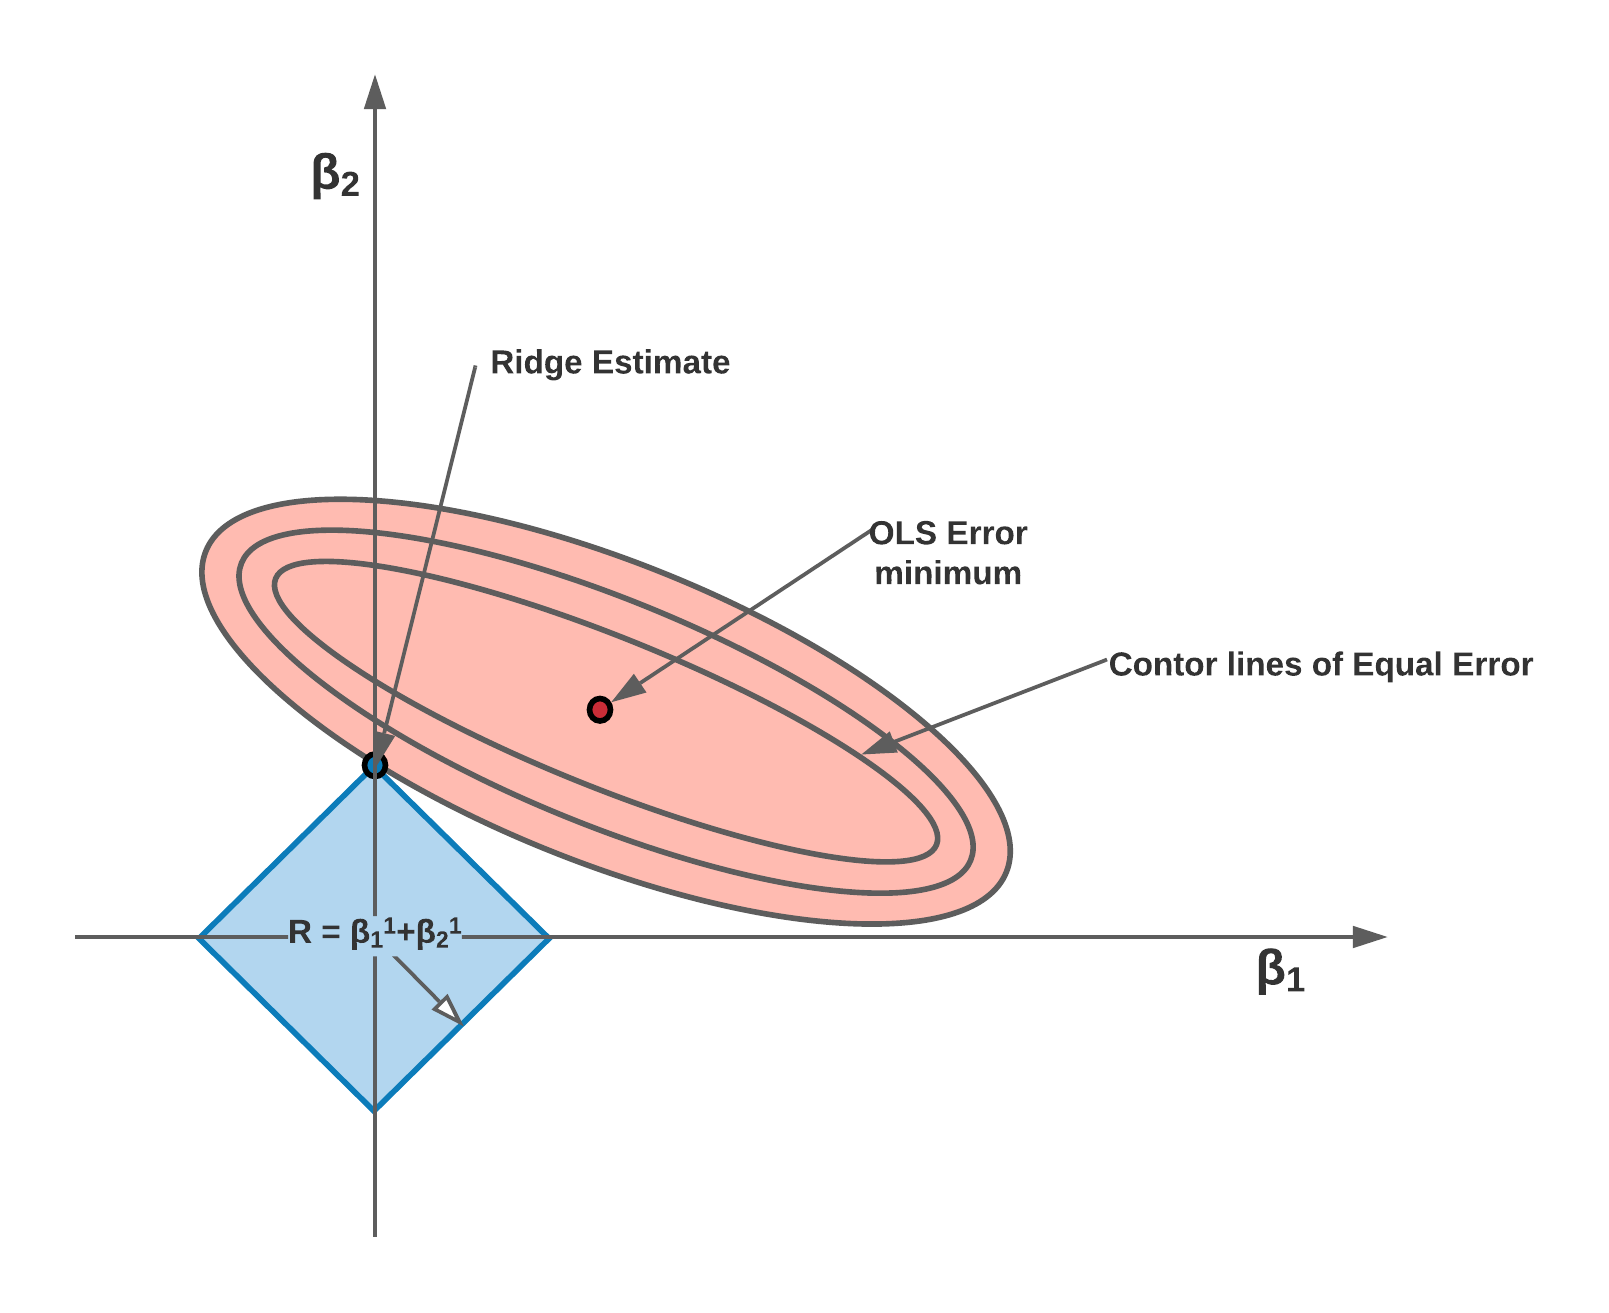 β₂
Ridge Estimate
OLS Error
minimum
Contor lines of Equal Error
R = β₁¹+β₂¹
β₁